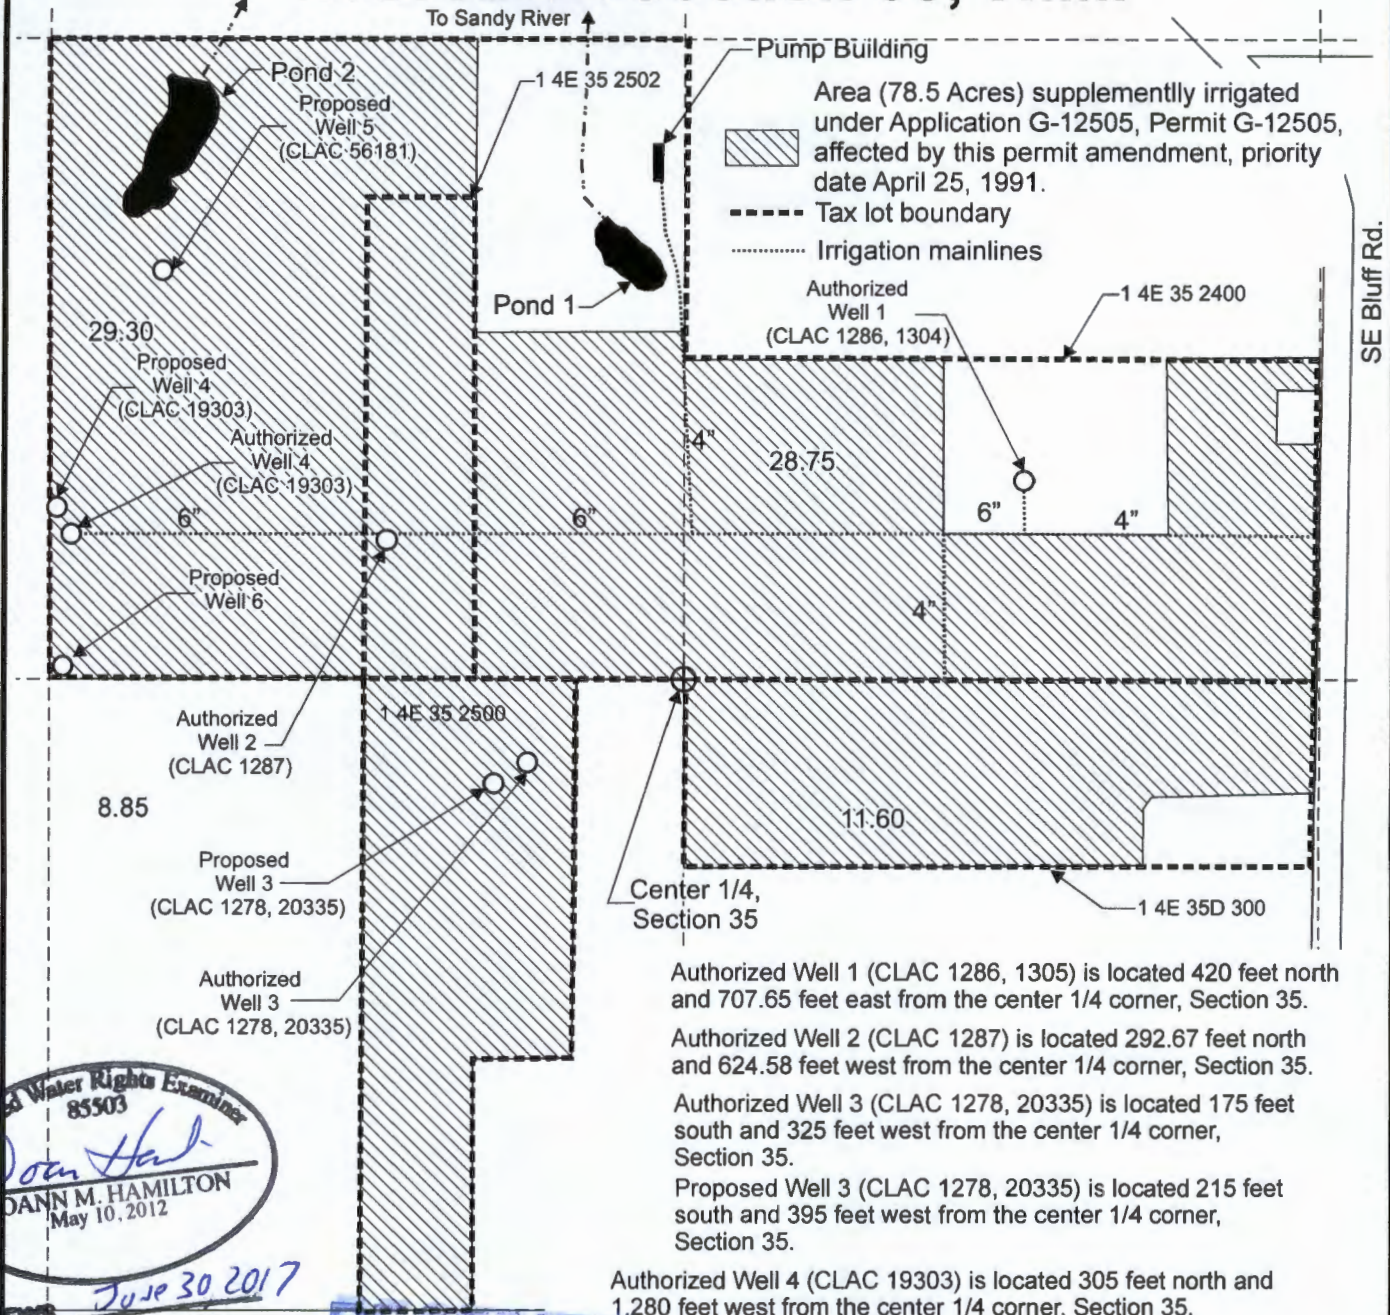 To Sandy River
Pump Building
Pond 2
1 4E 35 2502
Proposed
Well 5
(CLAC 56181)
Area (78.5 Acres) supplementlly irrigated
under Application G-12505, Permit G-12505,
affected by this permit amendment, priority
date April 25, 1991.
Tax lot boundary
Irrigation mainlines
SE Bluff Rd.
Pond 1
Authorized
Well 1
(CLAC 1286, 1304)
1 4E 35 2400
29.30
Proposed
Well 4
(CLAC 19303)
Authorized
Well 4
(CLAC 19303)
4"
28.75
6"
6"
6"
4"
Proposed
Well 6
4"
Authorized
Well 2
(CLAC 1287)
1 4E 35 2500
8.85
11.60
Proposed
Well 3
(CLAC 1278, 20335)
Center 1/4,
Section 35
1 4E 35D 300
Authorized
Well 3
(CLAC 1278, 20335)
Authorized Well 1 (CLAC 1286, 1305) is located 420 feet north
and 707.65 feet east from the center 1/4 corner, Section 35.
Authorized Well 2 (CLAC 1287) is located 292.67 feet north
and 624.58 feet west from the center 1/4 corner, Section 35.
Authorized Well 3 (CLAC 1278, 20335) is located 175 feet
south and 325 feet west from the center 1/4 corner,
Section 35.
Proposed Well 3 (CLAC 1278, 20335) is located 215 feet
south and 395 feet west from the center 1/4 corner,
Section 35.
Authorized Well 4 (CLAC 19303) is located 305 feet north and
1,280 feet west from the center 1/4 corner, Section 35.
ed Water Rights Examiner
85503
OANN M. HAMILTON
May 10, 2012
June 30 2017